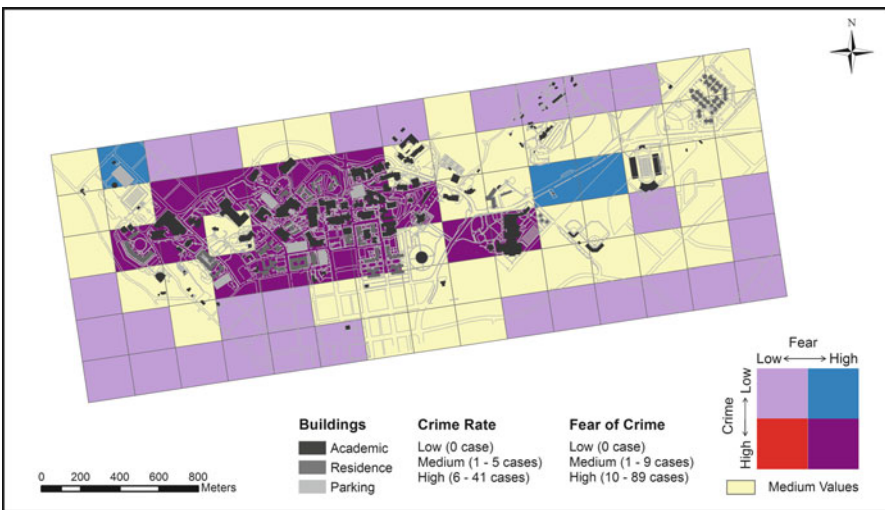 N
Fear
Low High
Crime
Low
High
Medium Values
Buildings
Academic
Residence
Parking
Crime Rate
Low (0 case)
Medium (1 - 5 cases)
High (6 - 41 cases)
Fear of Crime
Low (0 case)
Medium (1 - 9 cases)
High (10 - 89 cases)
0 200 400 600 800
Meters